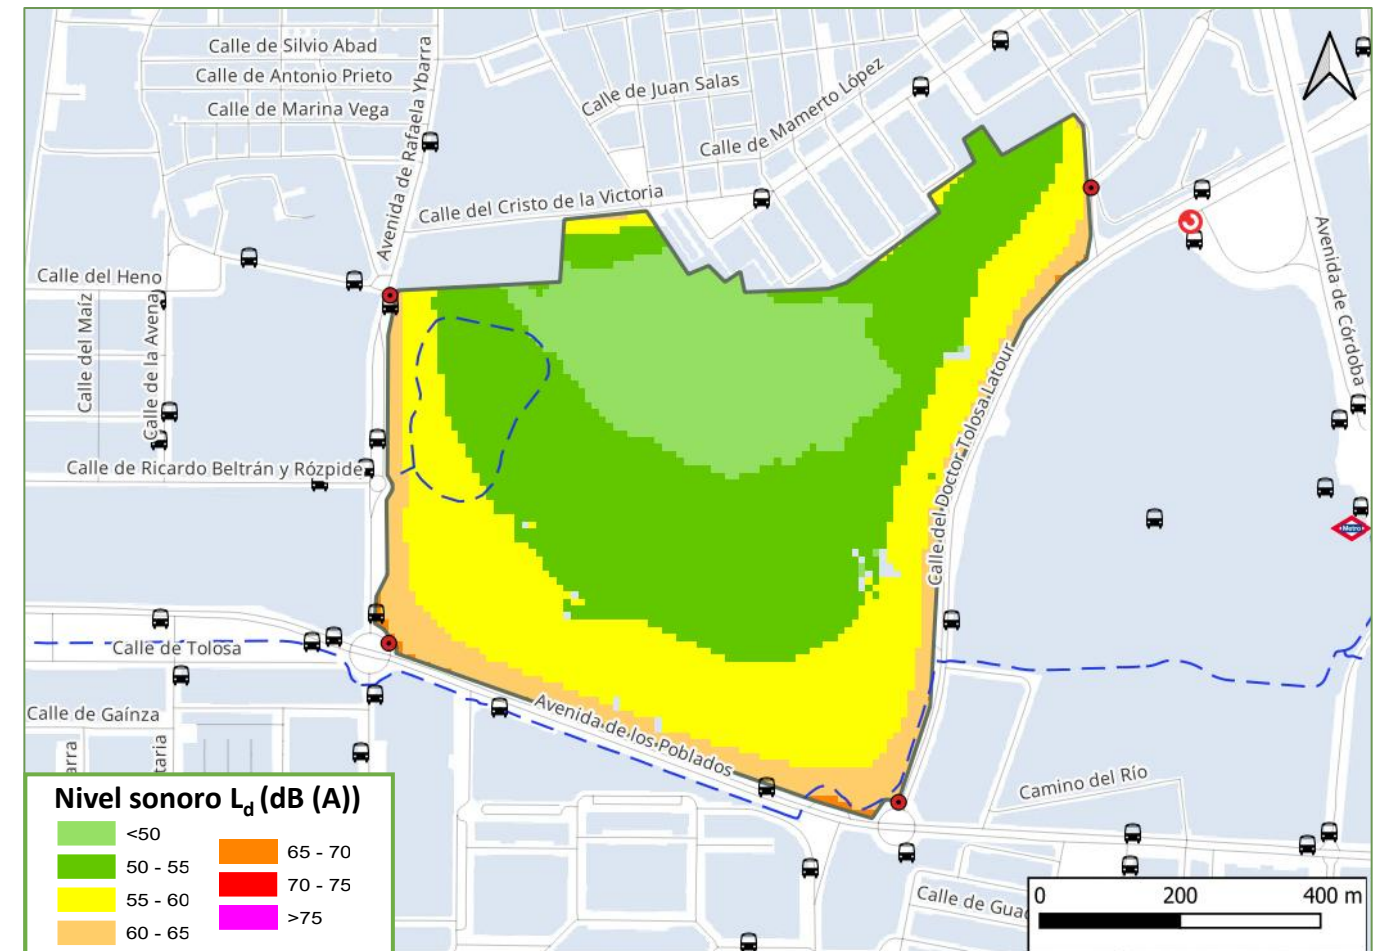 Calle de Silvio Abad
Calle de Antonio Prieto
Calle de Marina Vega
Avenida de Rafaela Ybarra
Calle de Juan Salas
Calle de Mamerto López
Calle del Cristo de la Victoria
Calle del Heno
Calle del Maíz
Calle de la Avena
Avenida de Córdoba
Calle de Ricardo Beltrán y Rózpide
Calle del Doctor Tolosa Latour
Metro
Calle de Tolosa
Calle de Gaínza
arra
taria
Avenida de los Poblados
Camino del Río
Calle de Gua
Nivel sonoro Ld (dB (A))
<50
50 - 55
55 - 60
60 - 65
65 - 70
70 - 75
>75
0 200 400 m